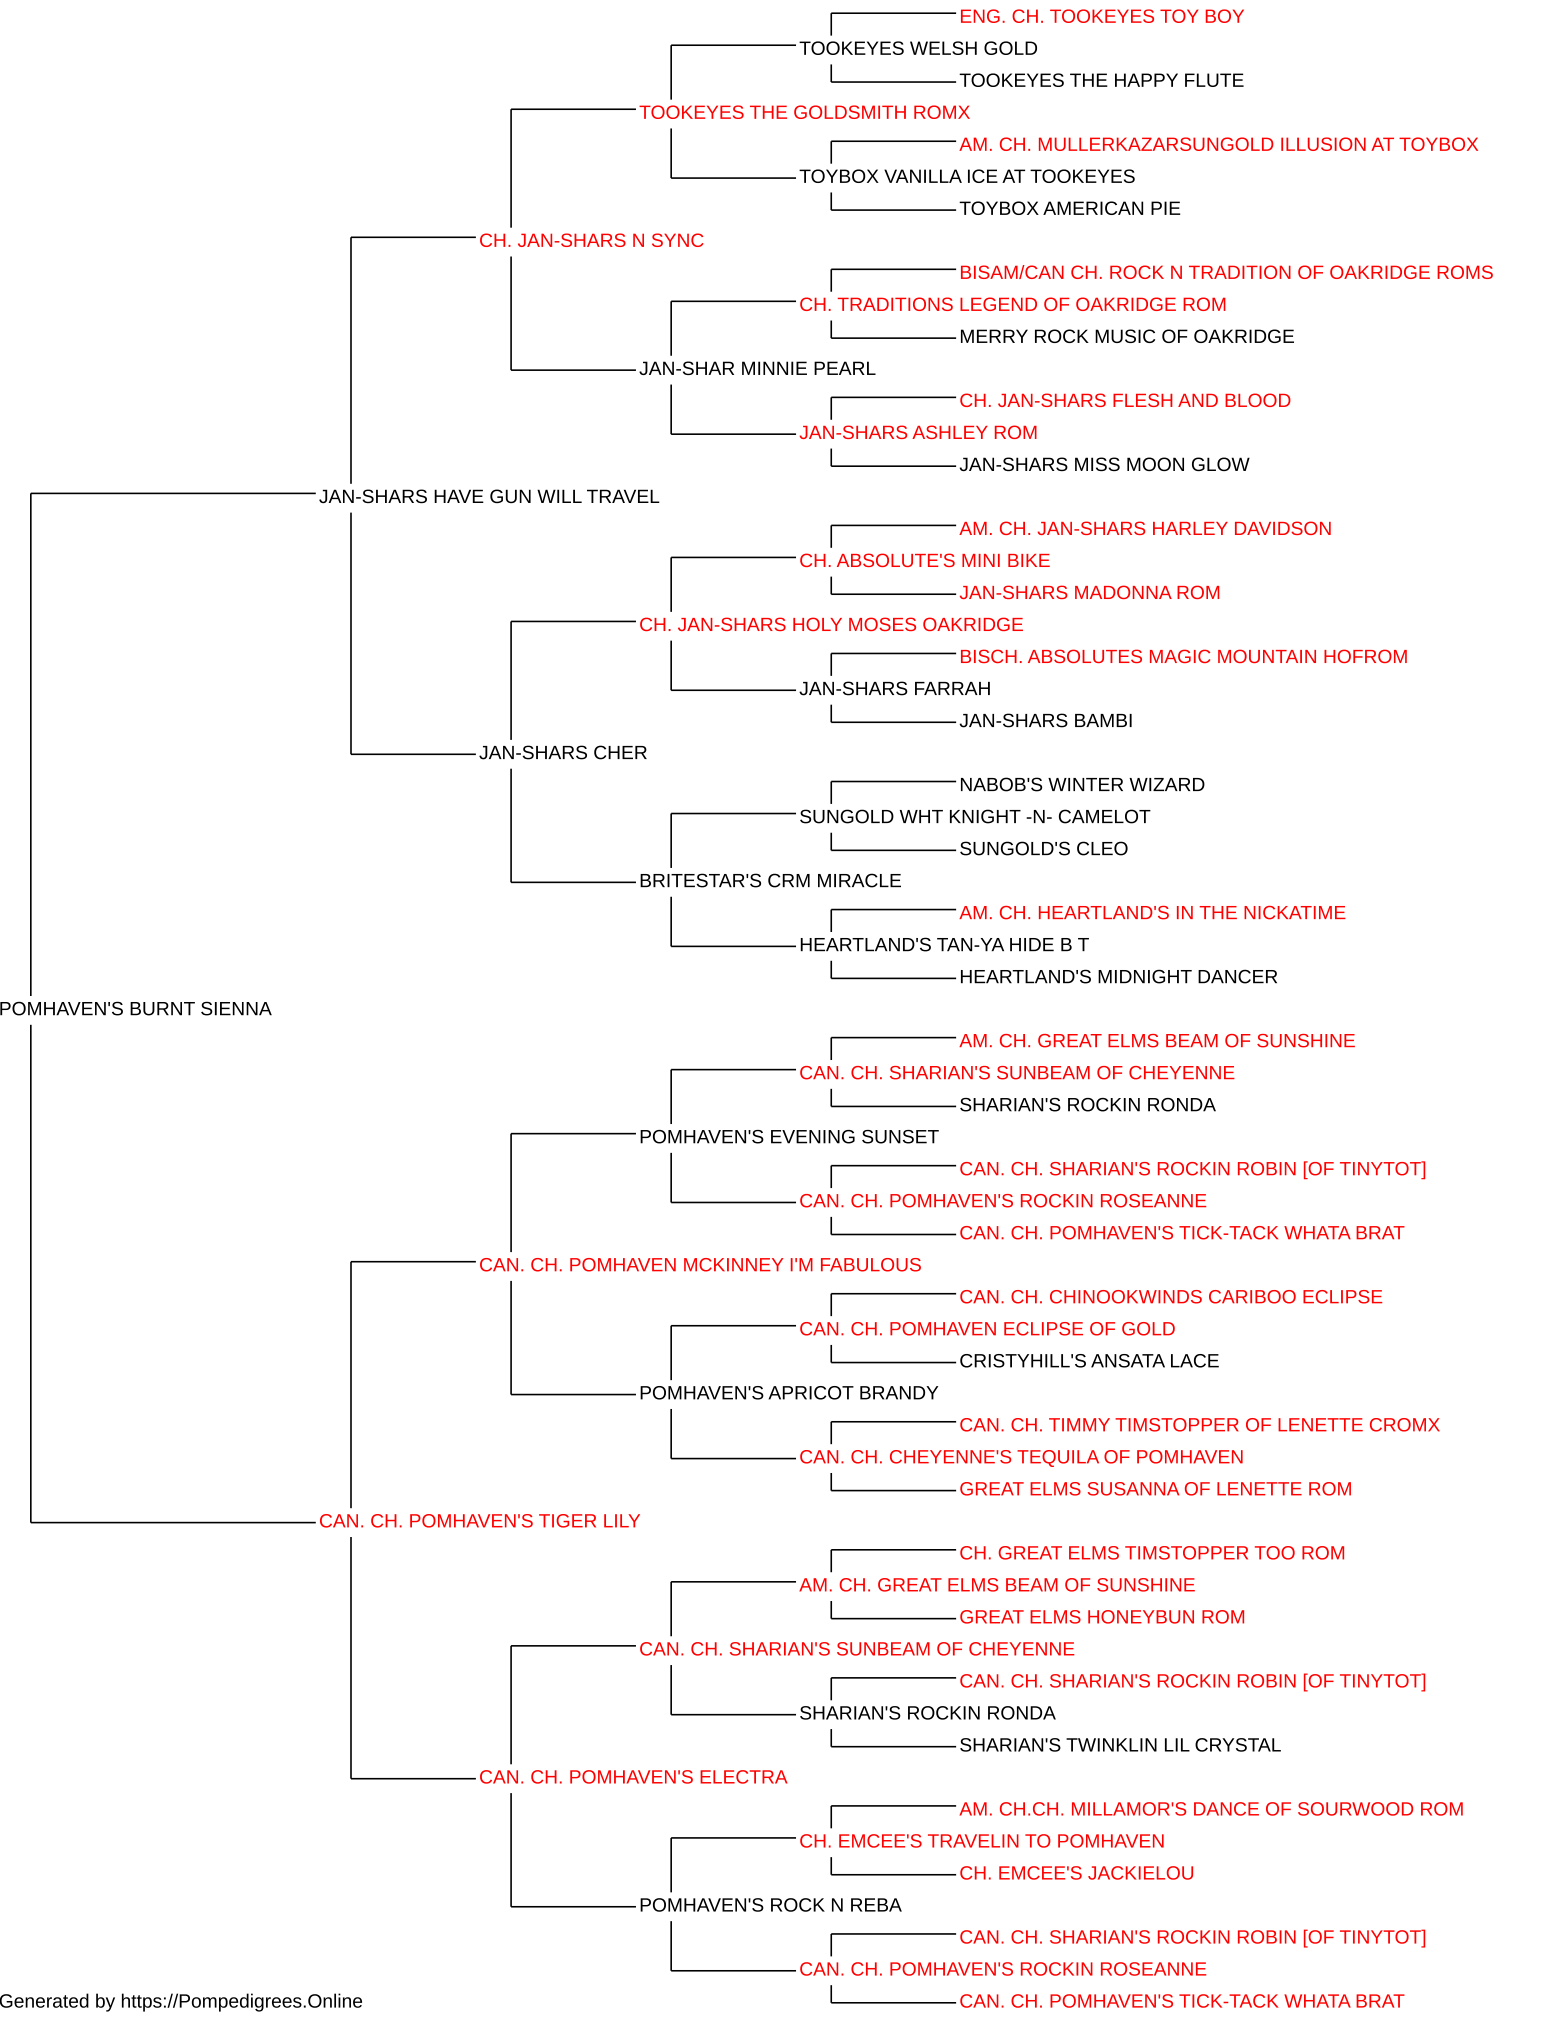 ENG. CH. TOOKEYES TOY BOY
TOOKEYES WELSH GOLD
TOOKEYES THE HAPPY FLUTE
TOOKEYES THE GOLDSMITH ROMX
AM. CH. MULLERKAZARSUNGOLD ILLUSION AT TOYBOX
TOYBOX VANILLA ICE AT TOOKEYES
TOYBOX AMERICAN PIE
CH. JAN-SHARS N SYNC
BISAM/CAN CH. ROCK N TRADITION OF OAKRIDGE ROMS
CH. TRADITIONS LEGEND OF OAKRIDGE ROM
MERRY ROCK MUSIC OF OAKRIDGE
JAN-SHAR MINNIE PEARL
CH. JAN-SHARS FLESH AND BLOOD
JAN-SHARS ASHLEY ROM
JAN-SHARS MISS MOON GLOW
JAN-SHARS HAVE GUN WILL TRAVEL
AM. CH. JAN-SHARS HARLEY DAVIDSON
CH. ABSOLUTE'S MINI BIKE
JAN-SHARS MADONNA ROM
CH. JAN-SHARS HOLY MOSES OAKRIDGE
BISCH. ABSOLUTES MAGIC MOUNTAIN HOFROM
JAN-SHARS FARRAH
JAN-SHARS BAMBI
JAN-SHARS CHER
NABOB'S WINTER WIZARD
SUNGOLD WHT KNIGHT -N- CAMELOT
SUNGOLD'S CLEO
BRITESTAR'S CRM MIRACLE
AM. CH. HEARTLAND'S IN THE NICKATIME
HEARTLAND'S TAN-YA HIDE B T
HEARTLAND'S MIDNIGHT DANCER
POMHAVEN'S BURNT SIENNA
AM. CH. GREAT ELMS BEAM OF SUNSHINE
CAN. CH. SHARIAN'S SUNBEAM OF CHEYENNE
SHARIAN'S ROCKIN RONDA
POMHAVEN'S EVENING SUNSET
CAN. CH. SHARIAN'S ROCKIN ROBIN [OF TINYTOT]
CAN. CH. POMHAVEN'S ROCKIN ROSEANNE
CAN. CH. POMHAVEN'S TICK-TACK WHATA BRAT
CAN. CH. POMHAVEN MCKINNEY I'M FABULOUS
CAN. CH. CHINOOKWINDS CARIBOO ECLIPSE
CAN. CH. POMHAVEN ECLIPSE OF GOLD
CRISTYHILL'S ANSATA LACE
POMHAVEN'S APRICOT BRANDY
CAN. CH. TIMMY TIMSTOPPER OF LENETTE CROMX
CAN. CH. CHEYENNE'S TEQUILA OF POMHAVEN
GREAT ELMS SUSANNA OF LENETTE ROM
CAN. CH. POMHAVEN'S TIGER LILY
CH. GREAT ELMS TIMSTOPPER TOO ROM
AM. CH. GREAT ELMS BEAM OF SUNSHINE
GREAT ELMS HONEYBUN ROM
CAN. CH. SHARIAN'S SUNBEAM OF CHEYENNE
CAN. CH. SHARIAN'S ROCKIN ROBIN [OF TINYTOT]
SHARIAN'S ROCKIN RONDA
SHARIAN'S TWINKLIN LIL CRYSTAL
CAN. CH. POMHAVEN'S ELECTRA
AM. CH.CH. MILLAMOR'S DANCE OF SOURWOOD ROM
CH. EMCEE'S TRAVELIN TO POMHAVEN
CH. EMCEE'S JACKIELOU
POMHAVEN'S ROCK N REBA
CAN. CH. SHARIAN'S ROCKIN ROBIN [OF TINYTOT]
CAN. CH. POMHAVEN'S ROCKIN ROSEANNE
CAN. CH. POMHAVEN'S TICK-TACK WHATA BRAT
Generated by https://Pompedigrees.Online